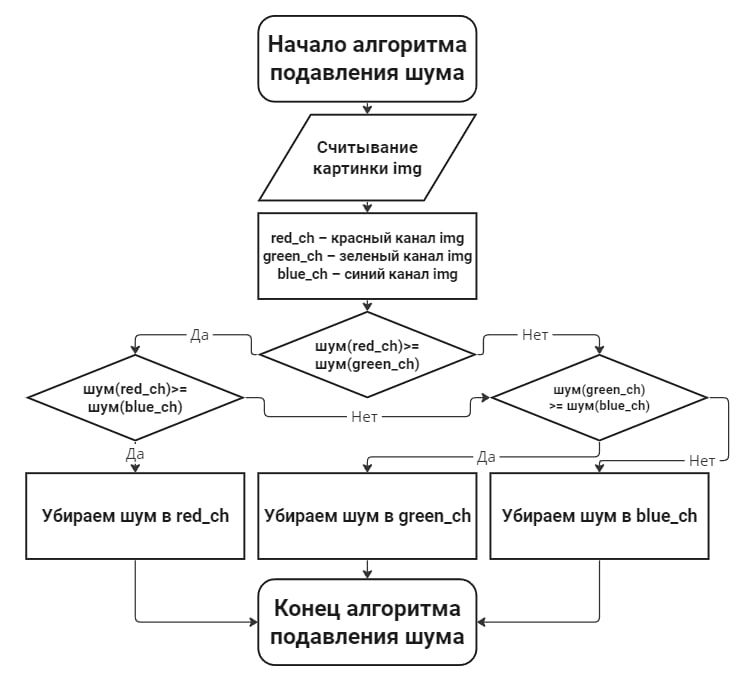 Начало алгоритма
подавления шума
Считывание
картинки img
red_ch – красный канал img
green_ch – зеленый канал img
blue_ch – синий канал img
шум(red_ch)>=
шум(green_ch)
Да
Нет
шум(red_ch)>=
шум(blue_ch)
Нет
шум(green_ch)
>= шум(blue_ch)
Да
Да
Нет
Убираем шум в red_ch
Убираем шум в green_ch
Убираем шум в blue_ch
Конец алгоритма
подавления шума